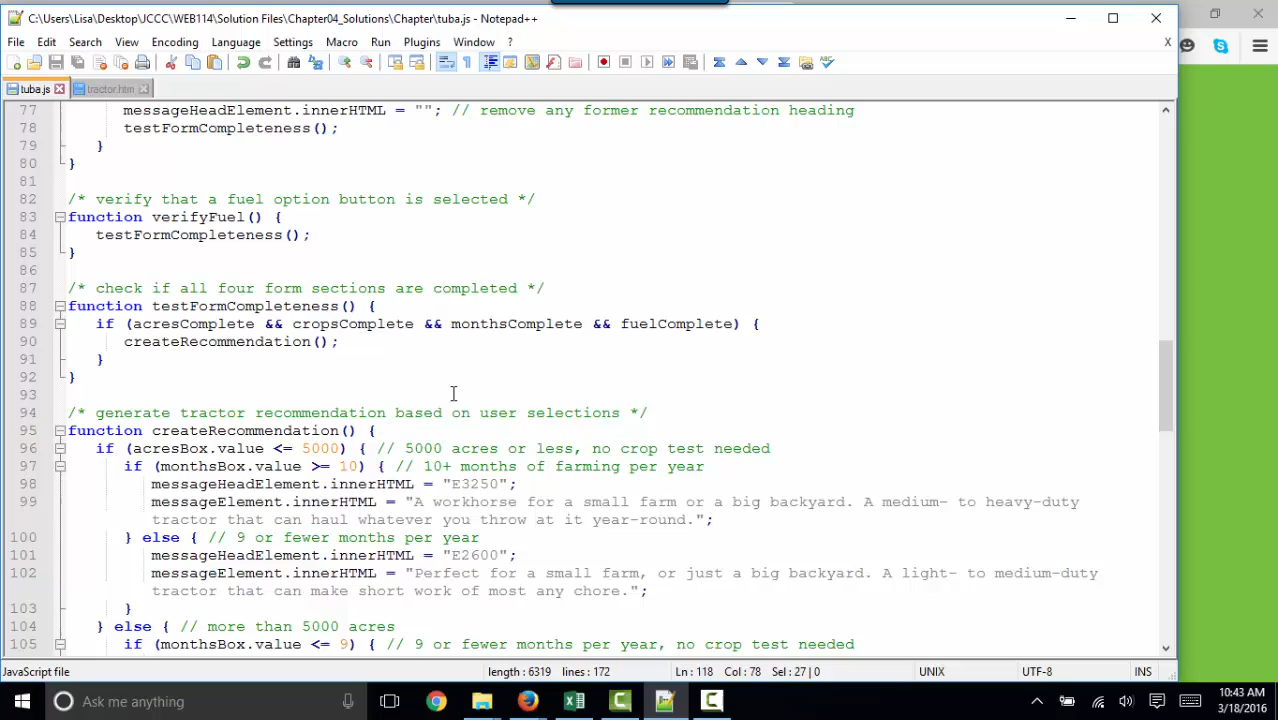 C:\Users\Lisa\Desktop\JCCC\WEB114\Solution Files\Chapter04_Solutions\Chapter\tuba.js - Notepad++
File Edit Search View Encoding Language Settings Macro Run Plugins Window ? X
tuba.js tractor.htm
77 messageHeadElement.innerHTML = ""; // remove any former recommendation heading
78 testFormCompleteness();
79 }
80 }
81
82 /* verify that a fuel option button is selected */
83 function verifyFuel() {
84 testFormCompleteness();
85 }
86
87 /* check if all four form sections are completed */
88 function testFormCompleteness() {
89 if (acresComplete && cropsComplete && monthsComplete && fuelComplete) {
90 createRecommendation();
91 }
92 }
93
94 /* generate tractor recommendation based on user selections */
95 function createRecommendation() {
96 if (acresBox.value <= 5000) { // 5000 acres or less, no crop test needed
97 if (monthsBox.value >= 10) { // 10+ months of farming per year
98 messageHeadElement.innerHTML = "E3250";
99 messageElement.innerHTML = "A workhorse for a small farm or a big backyard. A medium- to heavy-duty
tractor that can haul whatever you throw at it year-round.";
100 } else { // 9 or fewer months per year
101 messageHeadElement.innerHTML = "E2600";
102 messageElement.innerHTML = "Perfect for a small farm, or just a big backyard. A light- to medium-duty
tractor that can make short work of most any chore.";
103 }
104 } else { // more than 5000 acres
105 if (monthsBox.value <= 9) { // 9 or fewer months per year, no crop test needed
JavaScript file length : 6319 lines : 172 Ln : 118 Col : 78 Sel : 27 | 0 UNIX UTF-8 INS
Ask me anything
10:43 AM
3/18/2016